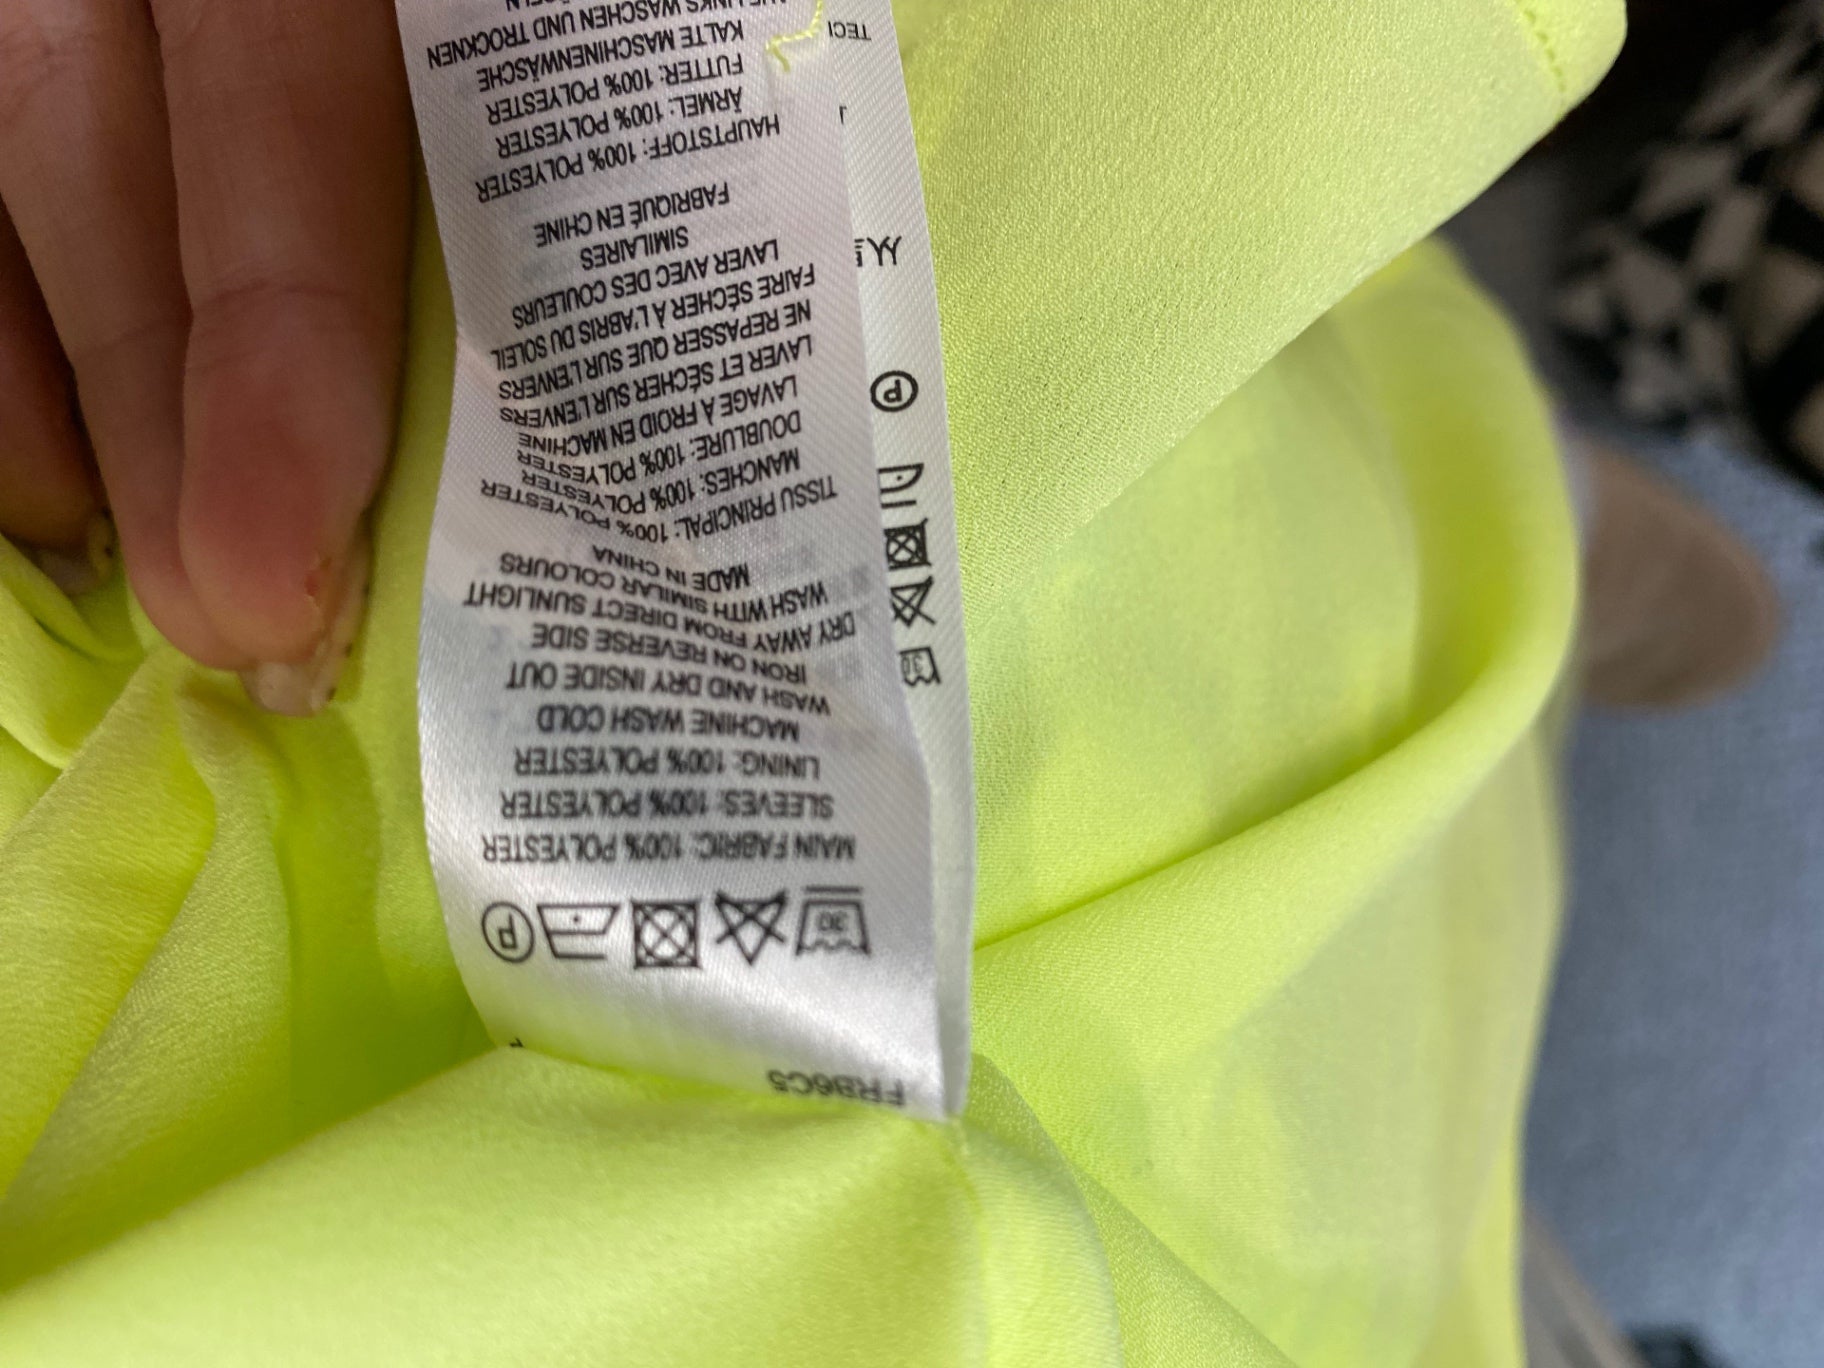 FRB6C5
30
P
MAIN FABRIC: 100% POLYESTER
SLEEVES: 100% POLYESTER
LINING: 100% POLYESTER
MACHINE WASH COLD
WASH AND DRY INSIDE OUT
IRON ON REVERSE SIDE
DRY AWAY FROM DIRECT SUNLIGHT
WASH WITH SIMILAR COLOURS
MADE IN CHINA
TISSU PRINCIPAL: 100% POLYESTER
MANCHES: 100% POLYESTER
DOUBLURE: 100% POLYESTER
LAVAGE À FROID EN MACHINE
LAVER ET SÉCHER SUR L'ENVERS
NE REPASSER QUE SUR L'ENVERS
FAIRE SÉCHER À L'ABRIS DU SOLEIL
LAVER AVEC DES COULEURS
SIMILAIRES
FABRIQUÉ EN CHINE
HAUPTSTOFF: 100% POLYESTER
ÄRMEL: 100% POLYESTER
FUTTER: 100% POLYESTER
KALTE MASCHINENWÄSCHE
LINKS WASCHEN UND TROCKNEN
30
P